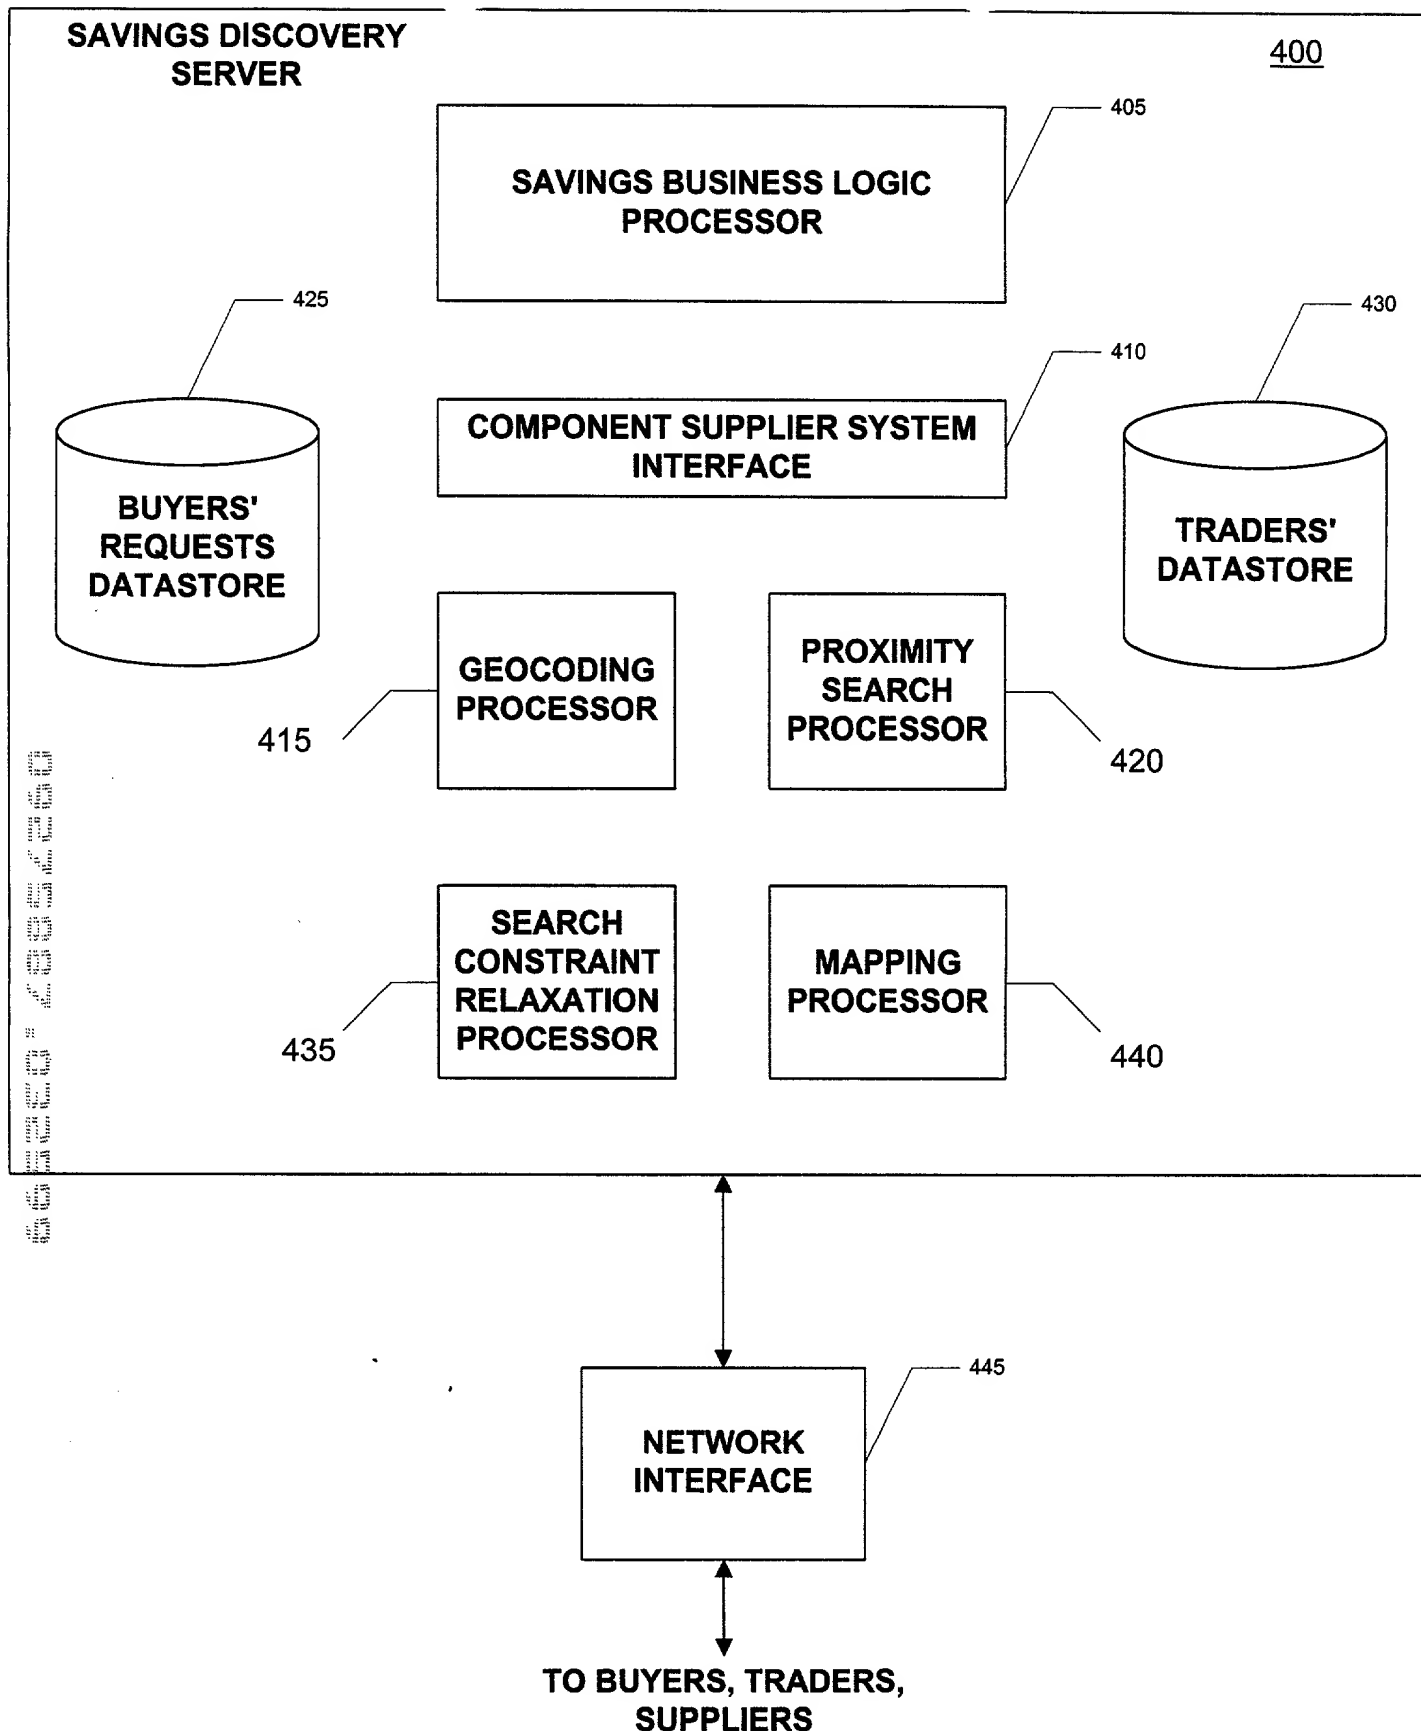 SAVINGS DISCOVERY
SERVER
400
405
SAVINGS BUSINESS LOGIC
PROCESSOR
425
430
410
COMPONENT SUPPLIER SYSTEM
INTERFACE
BUYERS'
REQUESTS
DATASTORE
TRADERS'
DATASTORE
GEOCODING
PROCESSOR
415
PROXIMITY
SEARCH
PROCESSOR
420
SEARCH
CONSTRAINT
RELAXATION
PROCESSOR
435
MAPPING
PROCESSOR
440
09275887.032599
445
NETWORK
INTERFACE
TO BUYERS, TRADERS,
SUPPLIERS